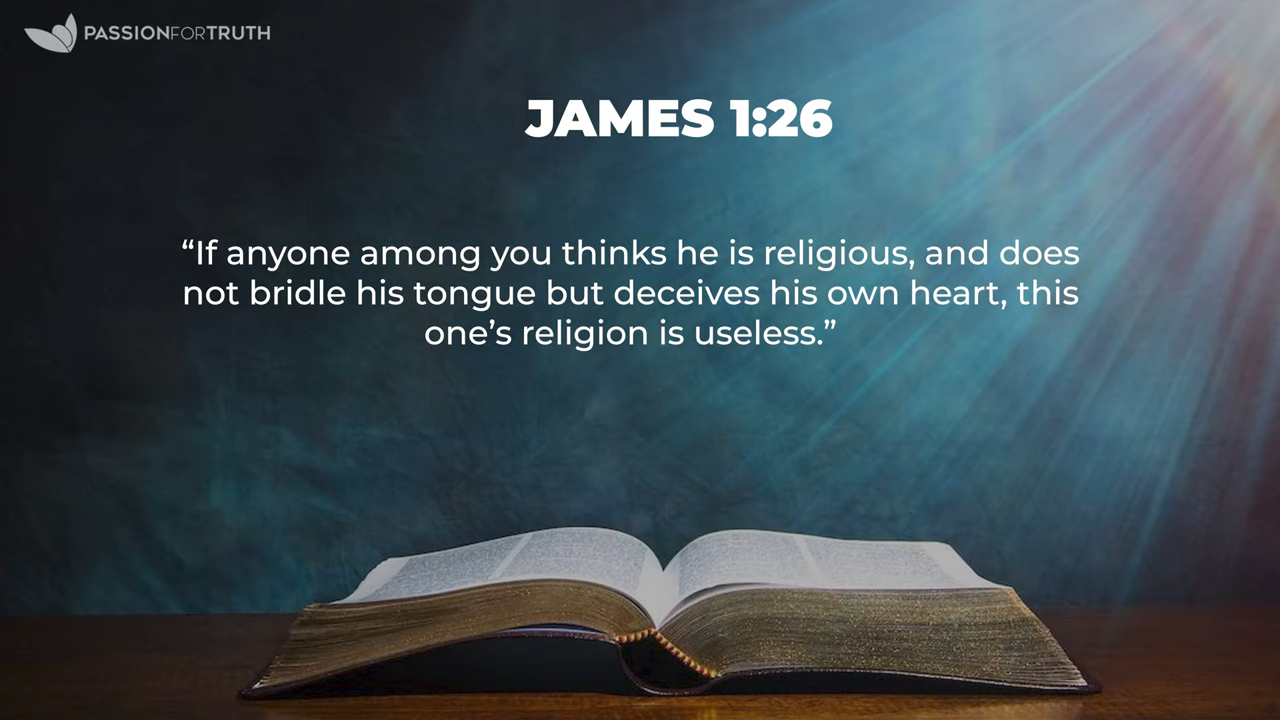 PASSIONFORTRUTH
JAMES 1:26
“If anyone among you thinks he is religious, and does
not bridle his tongue but deceives his own heart, this
one’s religion is useless.”